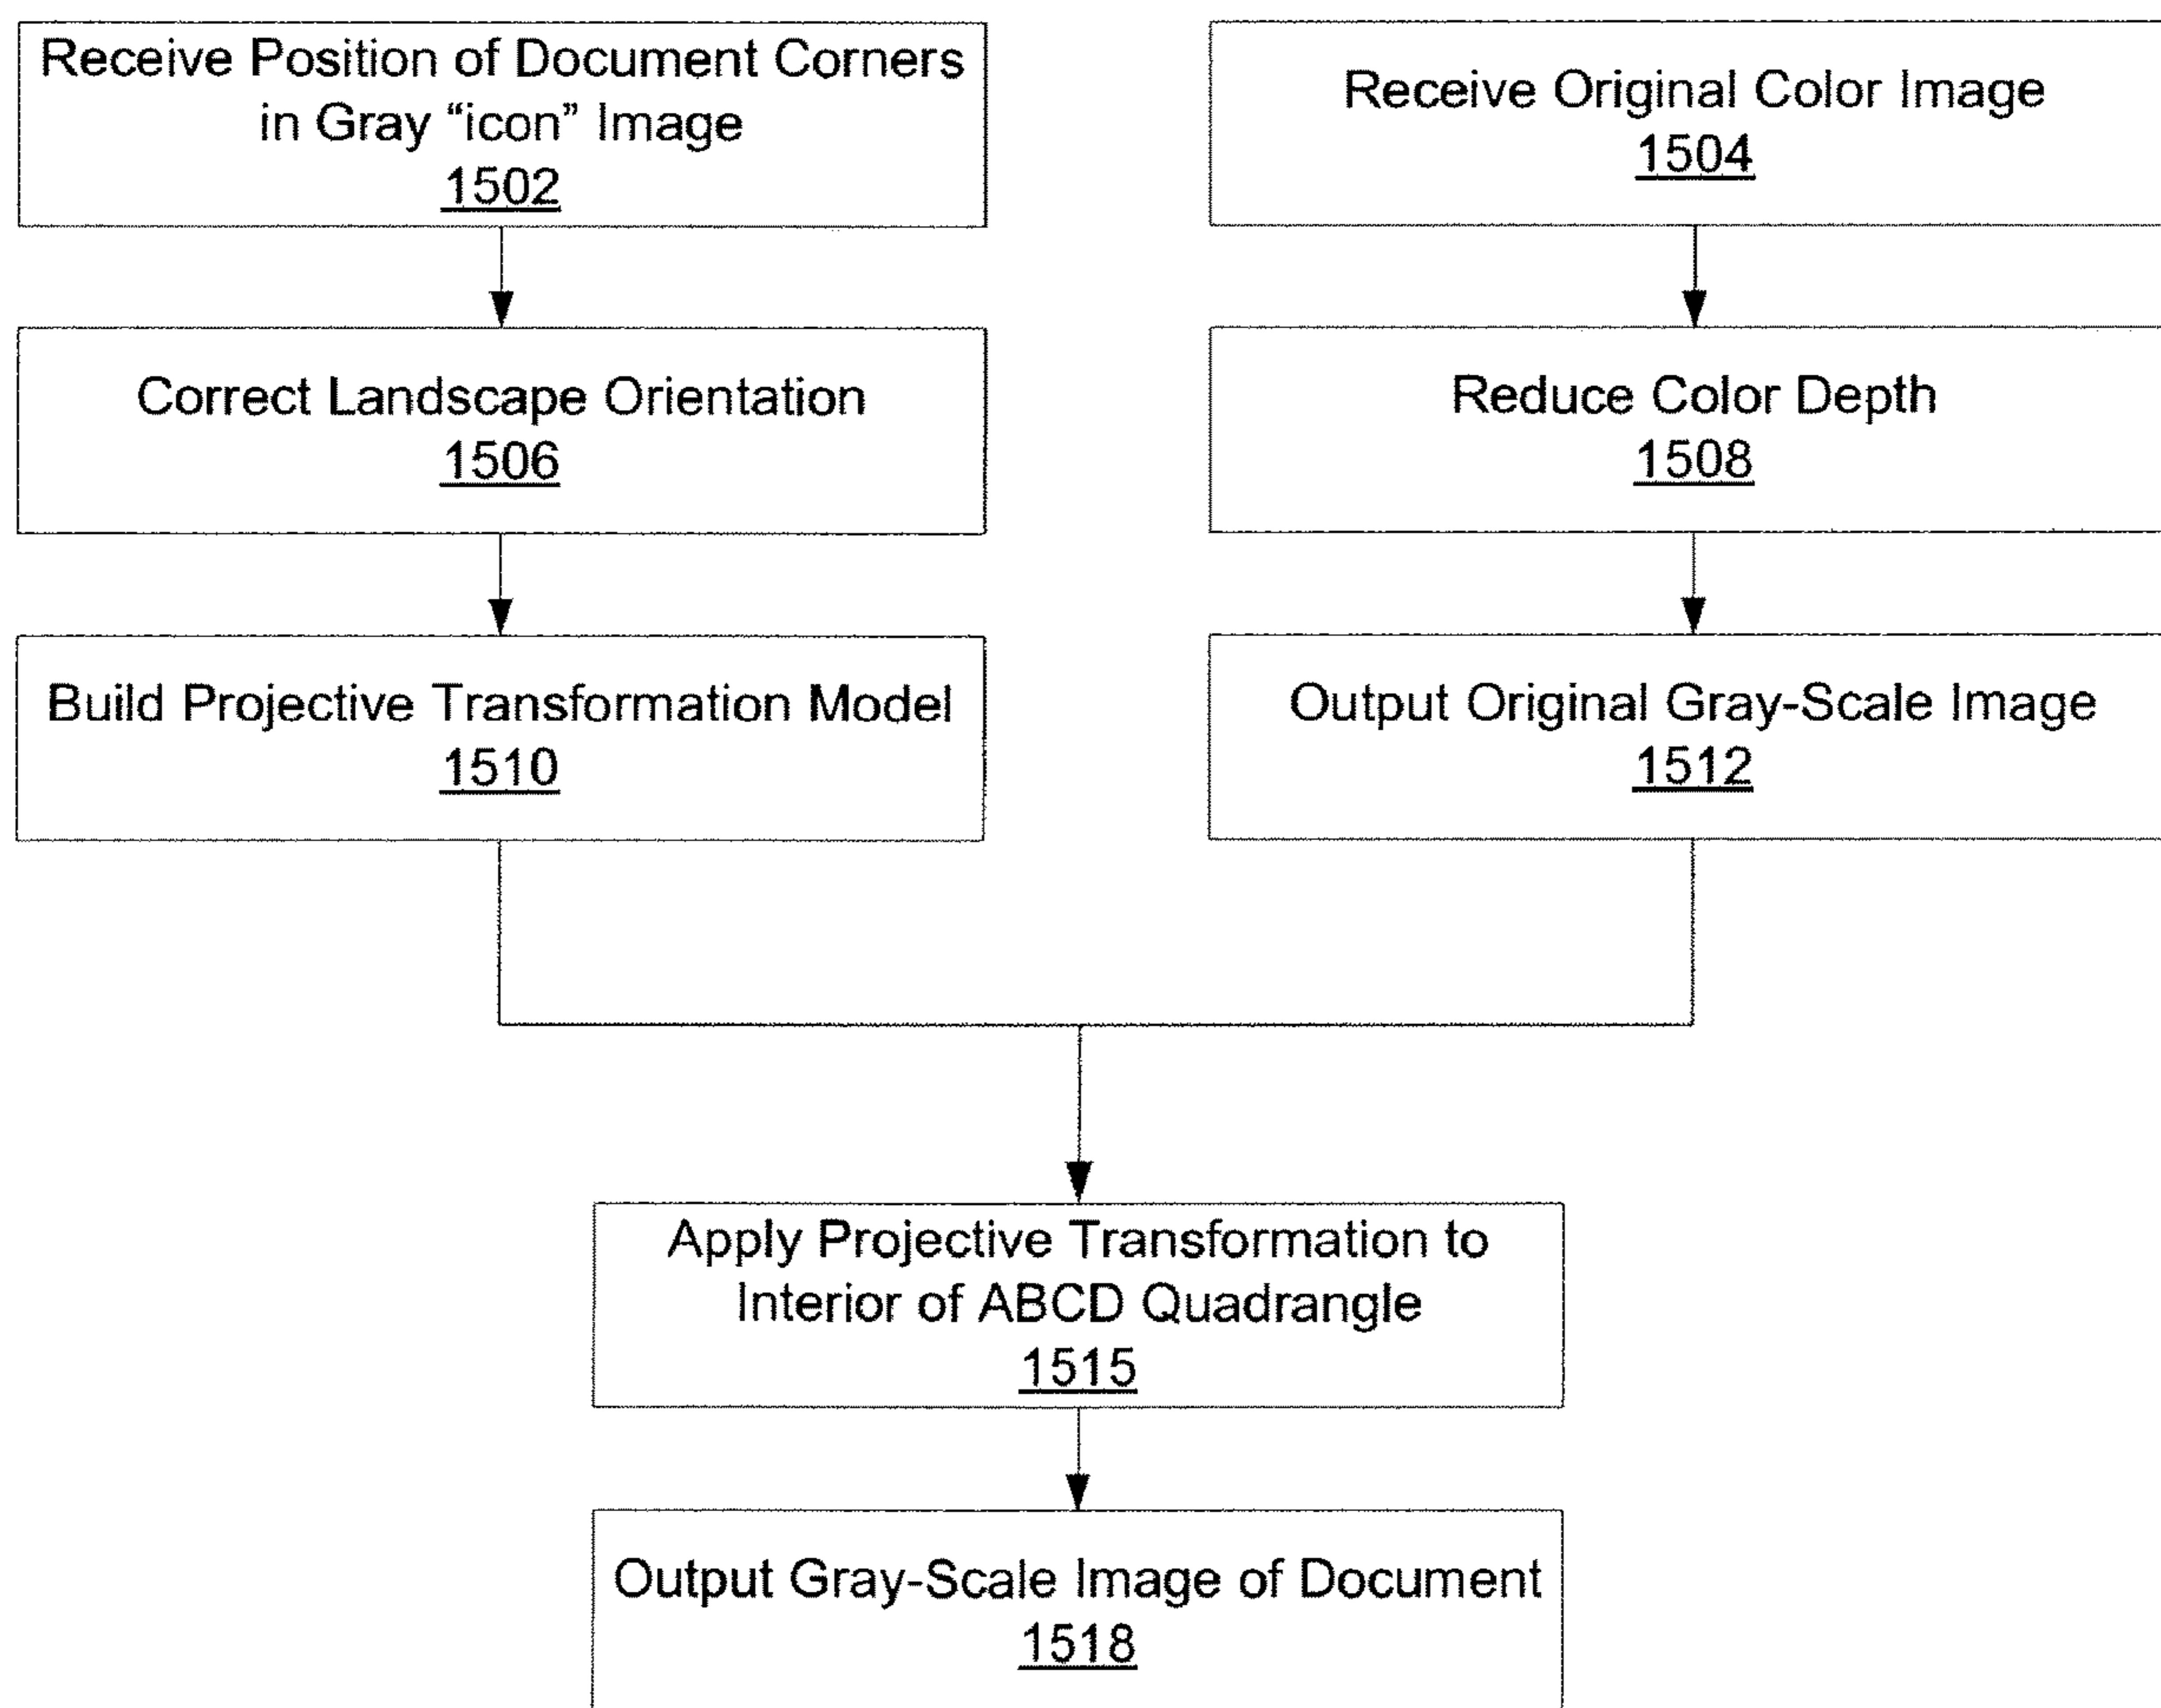 Receive Position of Document Corners
in Gray “icon” Image
1502
Receive Original Color Image
1504
Correct Landscape Orientation
1506
Reduce Color Depth
1508
Build Projective Transformation Model
1510
Output Original Gray-Scale Image
1512
Apply Projective Transformation to
Interior of ABCD Quadrangle
1515
Output Gray-Scale Image of Document
1518